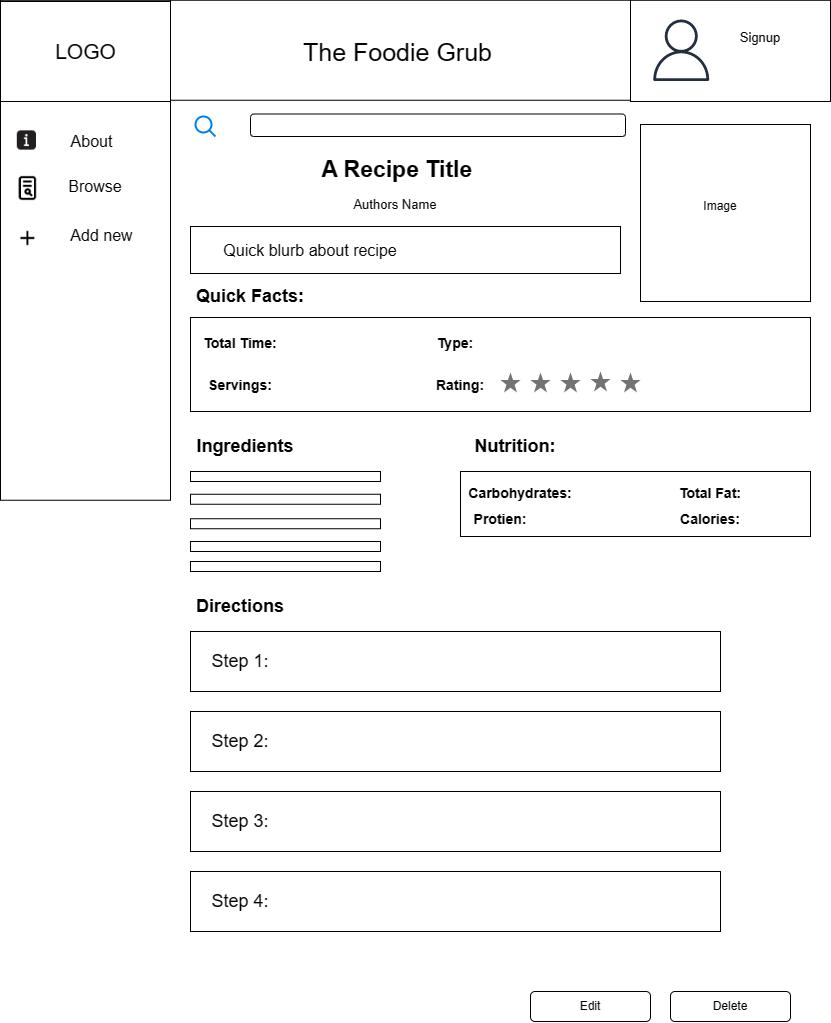 LOGO
The Foodie Grub
Signup
About
Browse
Add new
A Recipe Title
Authors Name
Image
Quick blurb about recipe
Quick Facts:
Total Time:
Type:
Servings:
Rating:
Ingredients
Nutrition:
Carbohydrates:
Total Fat:
Protien:
Calories:
Directions
Step 1:
Step 2:
Step 3:
Step 4:
Edit
Delete